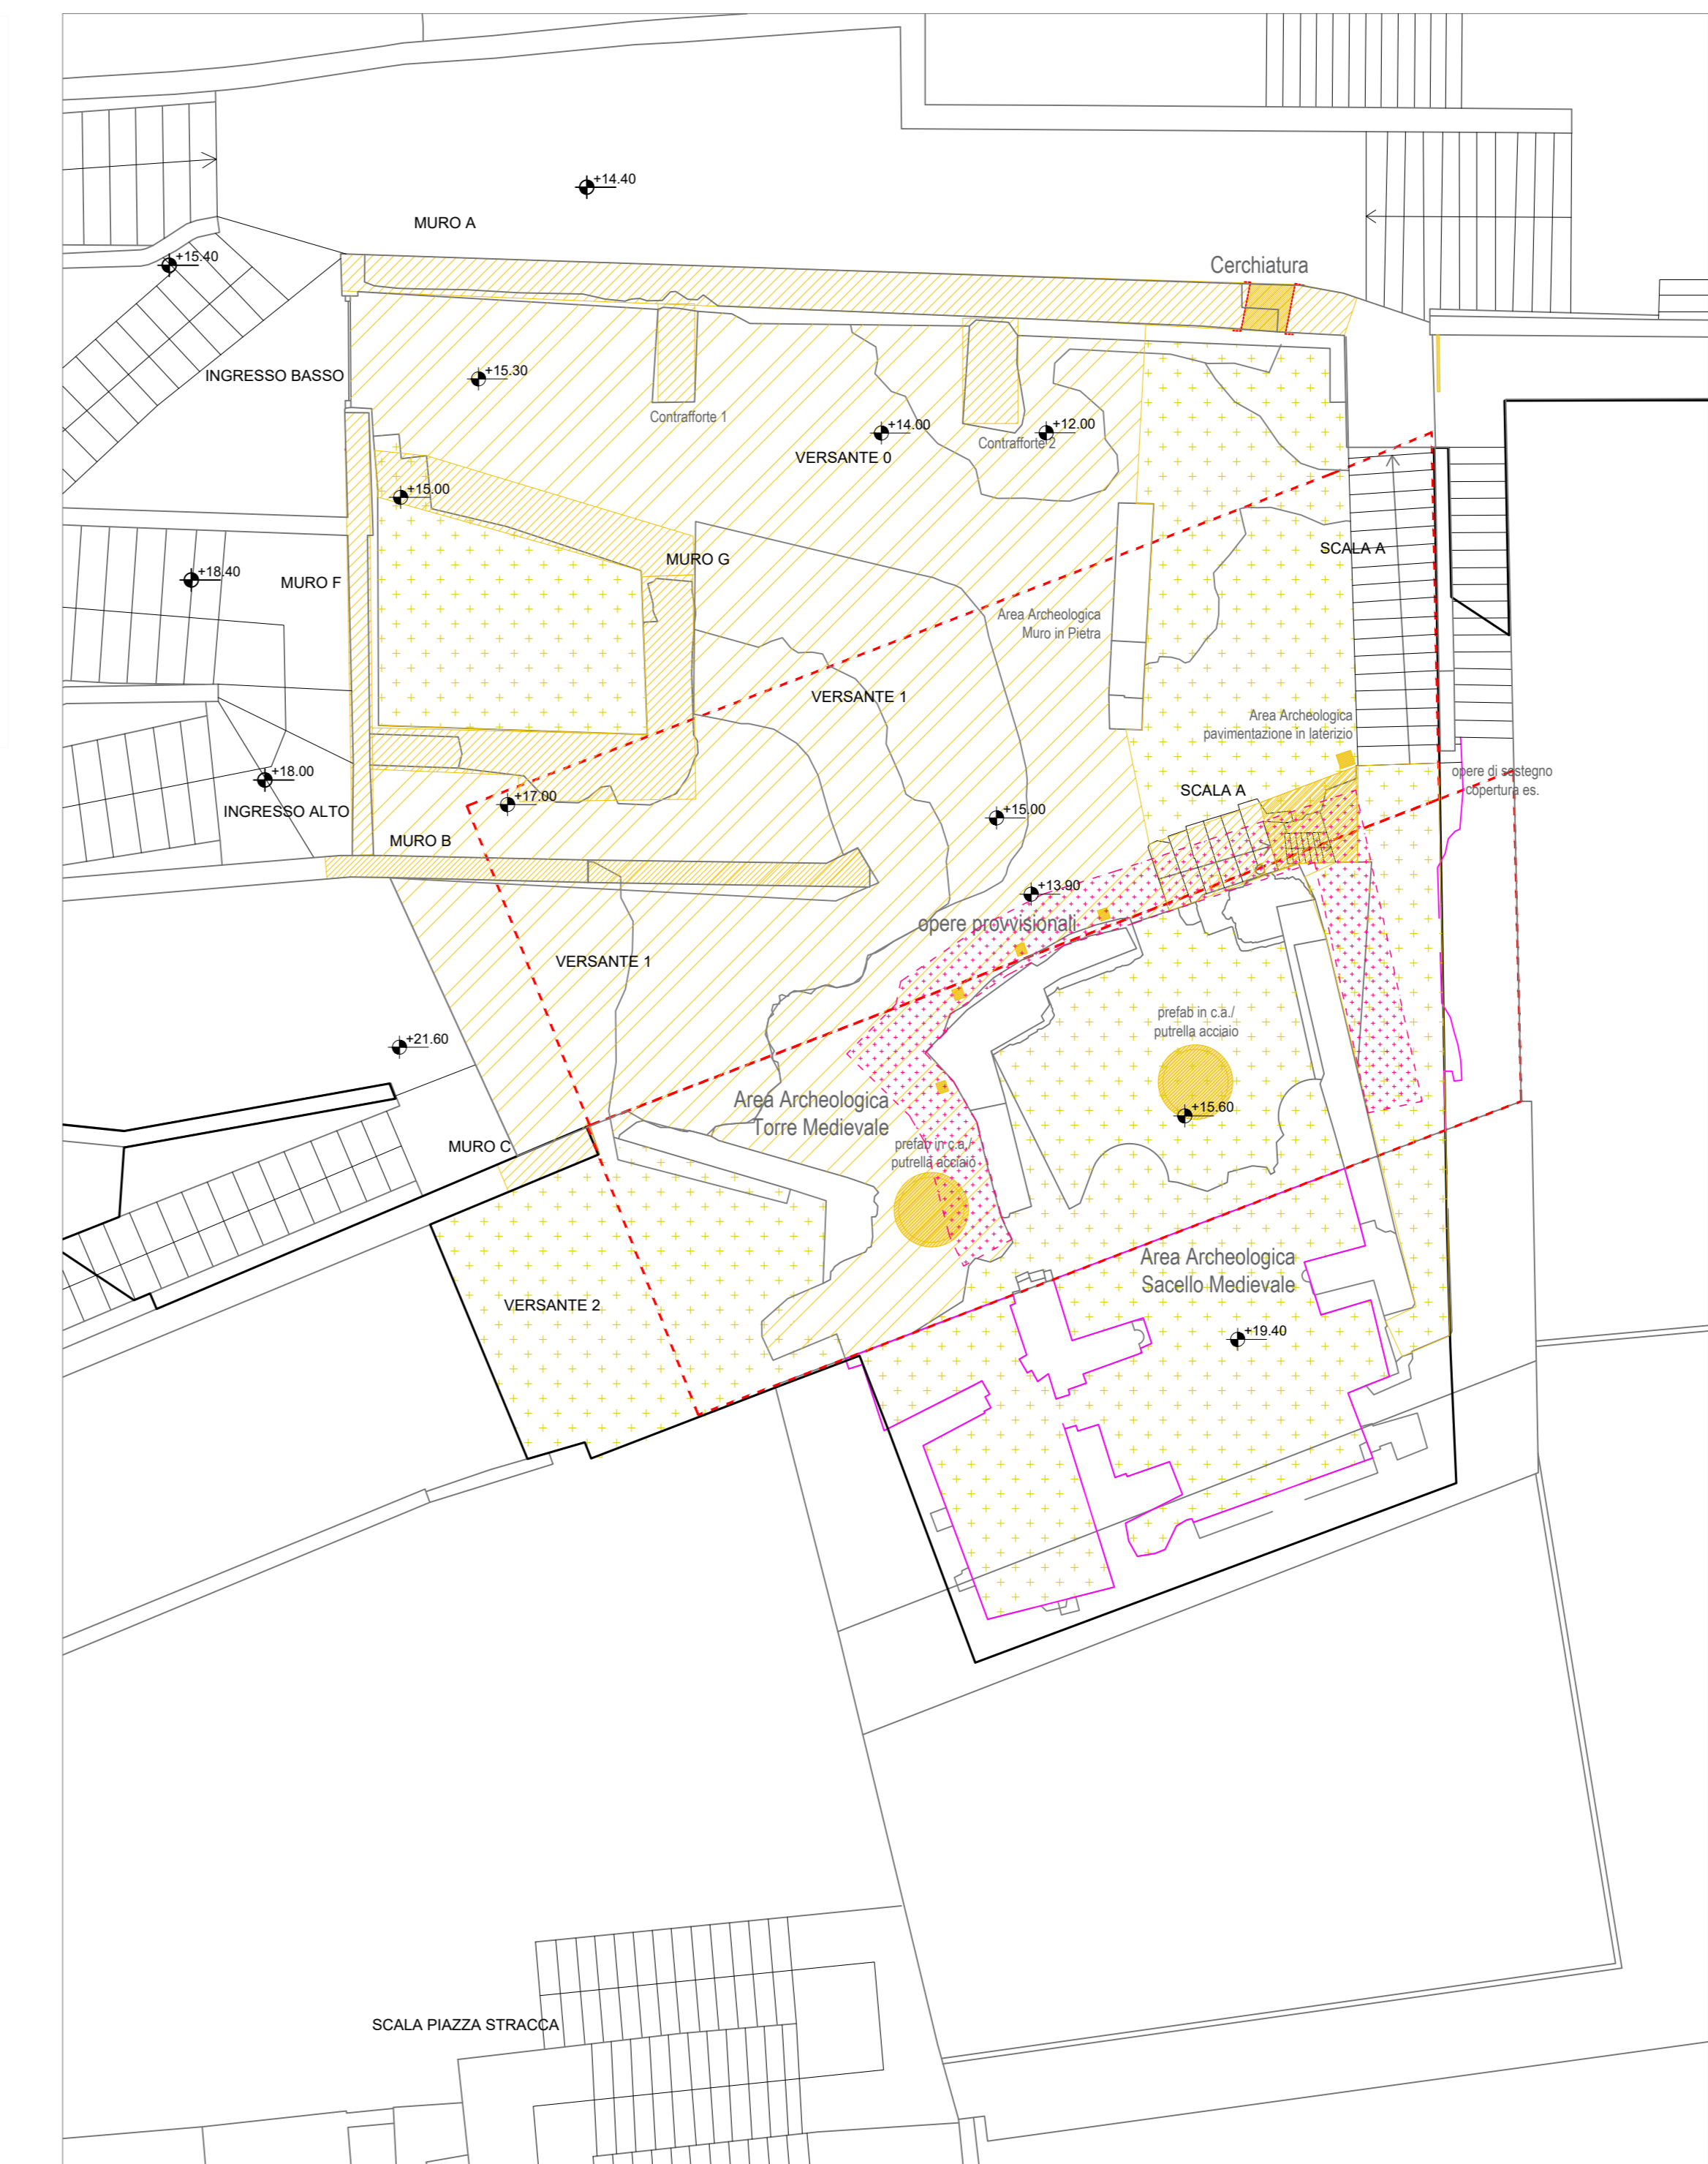 +14.40
MURO A
+15.40
Cerchiatura
INGRESSO BASSO
+15.30
Contrafforte 1
+14.00
+12.00
Contrafforte 2
VERSANTE 0
+15.00
SCALA A
MURO G
+18.40
MURO F
Area Archeologica
Muro in Pietra
VERSANTE 1
Area Archeologica
pavimentazione in laterizio
opere di sostegno
copertura es.
+18.00
INGRESSO ALTO
+17.00
SCALA A
+15.00
MURO B
+13.90
opere provvisionali
VERSANTE 1
prefab in c.a./
putrella acciaio
+21.60
Area Archeologica
Torre Medievale
+15.60
MURO C
prefab in c.a./
putrella acciaio
Area Archeologica
Sacello Medievale
VERSANTE 2
+19.40
SCALA PIAZZA STRACCA